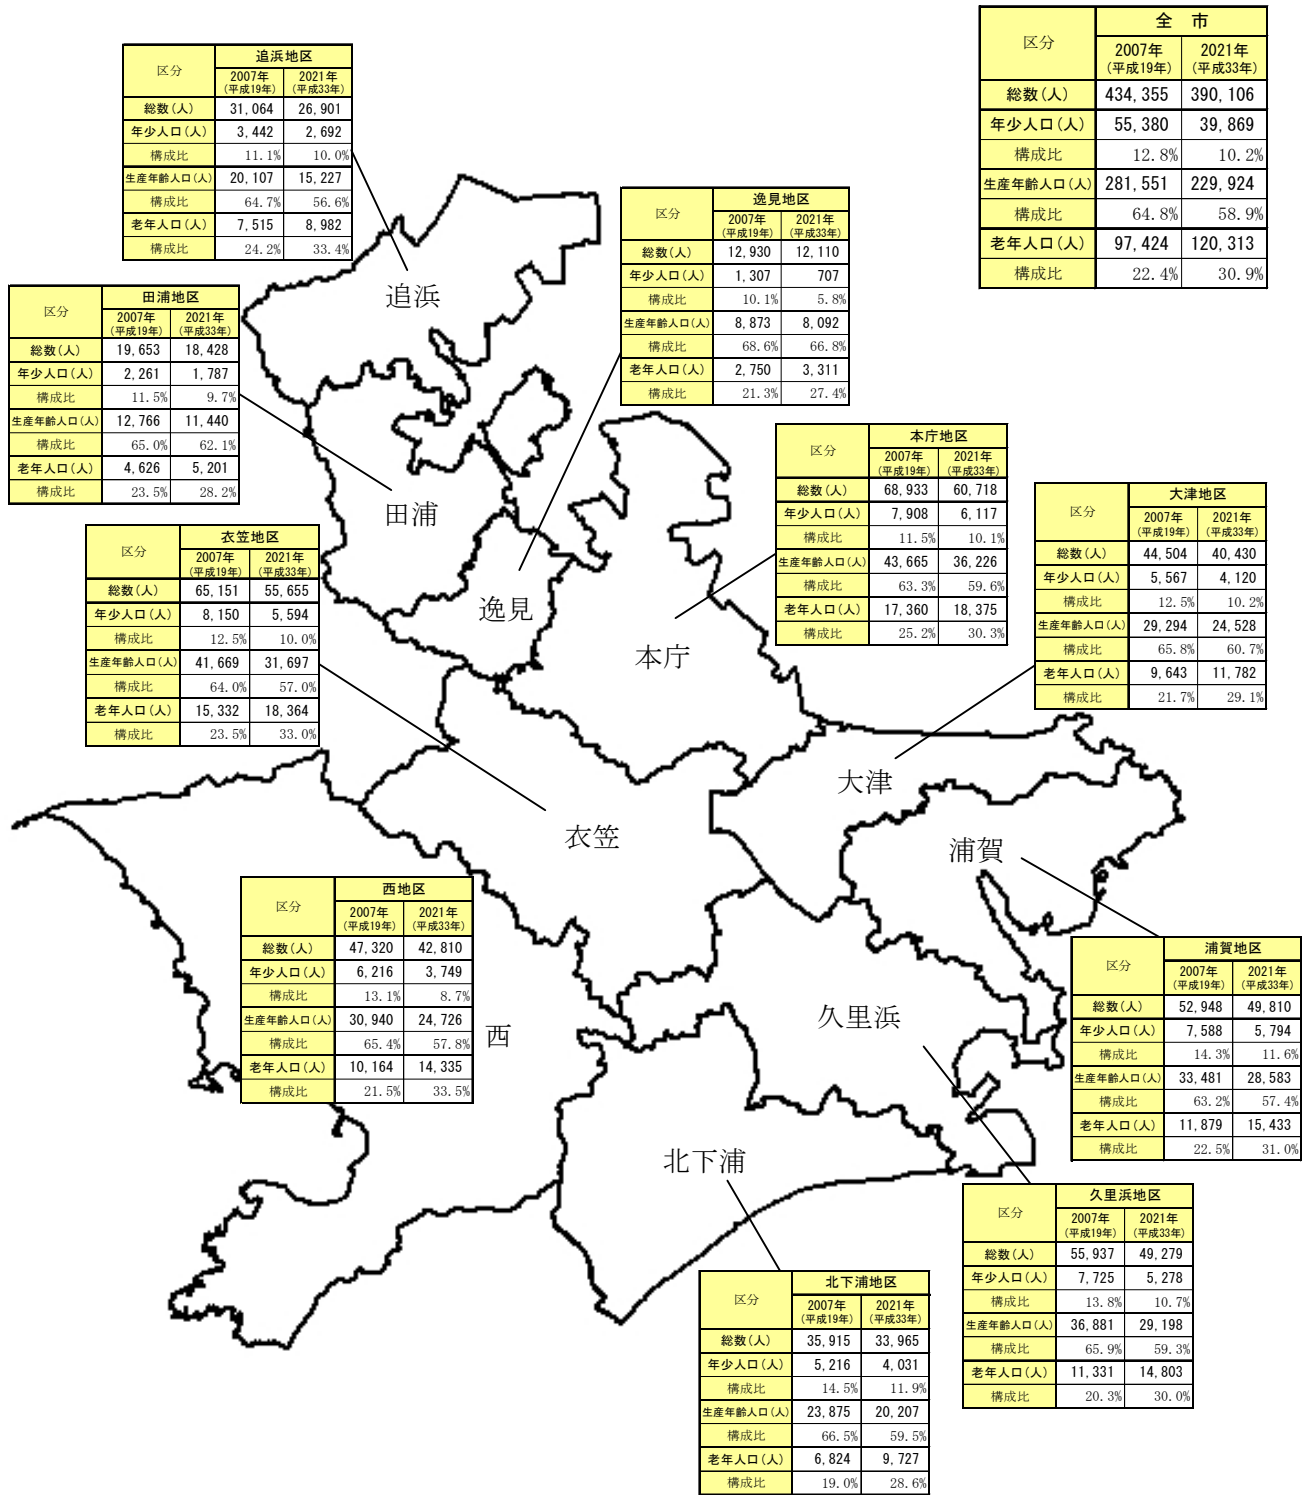 区分 全 市
2007年 (平成19年) 2021年 (平成33年)
総数(人) 434,355 390,106
年少人口(人) 55,380 39,869
構成比 12.8% 10.2%
生産年齢人口(人) 281,551 229,924
構成比 64.8% 58.9%
老年人口(人) 97,424 120,313
構成比 22.4% 30.9%
区分 追浜地区
2007年 (平成19年) 2021年 (平成33年)
総数(人) 31,064 26,901
年少人口(人) 3,442 2,692
構成比 11.1% 10.0%
生産年齢人口(人) 20,107 15,227
構成比 64.7% 56.6%
老年人口(人) 7,515 8,982
構成比 24.2% 33.4%
区分 逸見地区
2007年 (平成19年) 2021年 (平成33年)
総数(人) 12,930 12,110
年少人口(人) 1,307 707
構成比 10.1% 5.8%
生産年齢人口(人) 8,873 8,092
構成比 68.6% 66.8%
老年人口(人) 2,750 3,311
構成比 21.3% 27.4%
区分 田浦地区
2007年 (平成19年) 2021年 (平成33年)
総数(人) 19,653 18,428
年少人口(人) 2,261 1,787
構成比 11.5% 9.7%
生産年齢人口(人) 12,766 11,440
構成比 65.0% 62.1%
老年人口(人) 4,626 5,201
構成比 23.5% 28.2%
区分 本庁地区
2007年 (平成19年) 2021年 (平成33年)
総数(人) 68,933 60,718
年少人口(人) 7,908 6,117
構成比 11.5% 10.1%
生産年齢人口(人) 43,665 36,226
構成比 63.3% 59.6%
老年人口(人) 17,360 18,375
構成比 25.2% 30.3%
区分 大津地区
2007年 (平成19年) 2021年 (平成33年)
総数(人) 44,504 40,430
年少人口(人) 5,567 4,120
構成比 12.5% 10.2%
生産年齢人口(人) 29,294 24,528
構成比 65.8% 60.7%
老年人口(人) 9,643 11,782
構成比 21.7% 29.1%
区分 衣笠地区
2007年 (平成19年) 2021年 (平成33年)
総数(人) 65,151 55,655
年少人口(人) 8,150 5,594
構成比 12.5% 10.0%
生産年齢人口(人) 41,669 31,697
構成比 64.0% 57.0%
老年人口(人) 15,332 18,364
構成比 23.5% 33.0%
区分 西地区
2007年 (平成19年) 2021年 (平成33年)
総数(人) 47,320 42,810
年少人口(人) 6,216 3,749
構成比 13.1% 8.7%
生産年齢人口(人) 30,940 24,726
構成比 65.4% 57.8%
老年人口(人) 10,164 14,335
構成比 21.5% 33.5%
区分 浦賀地区
2007年 (平成19年) 2021年 (平成33年)
総数(人) 52,948 49,810
年少人口(人) 7,588 5,794
構成比 14.3% 11.6%
生産年齢人口(人) 33,481 28,583
構成比 63.2% 57.4%
老年人口(人) 11,879 15,433
構成比 22.5% 31.0%
区分 久里浜地区
2007年 (平成19年) 2021年 (平成33年)
総数(人) 55,937 49,279
年少人口(人) 7,725 5,278
構成比 13.8% 10.7%
生産年齢人口(人) 36,881 29,198
構成比 65.9% 59.3%
老年人口(人) 11,331 14,803
構成比 20.3% 30.0%
区分 北下浦地区
2007年 (平成19年) 2021年 (平成33年)
総数(人) 35,915 33,965
年少人口(人) 5,216 4,031
構成比 14.5% 11.9%
生産年齢人口(人) 23,875 20,207
構成比 66.5% 59.5%
老年人口(人) 6,824 9,727
構成比 19.0% 28.6%
追浜
田浦
逸見
本庁
大津
衣笠
浦賀
久里浜
西
北下浦